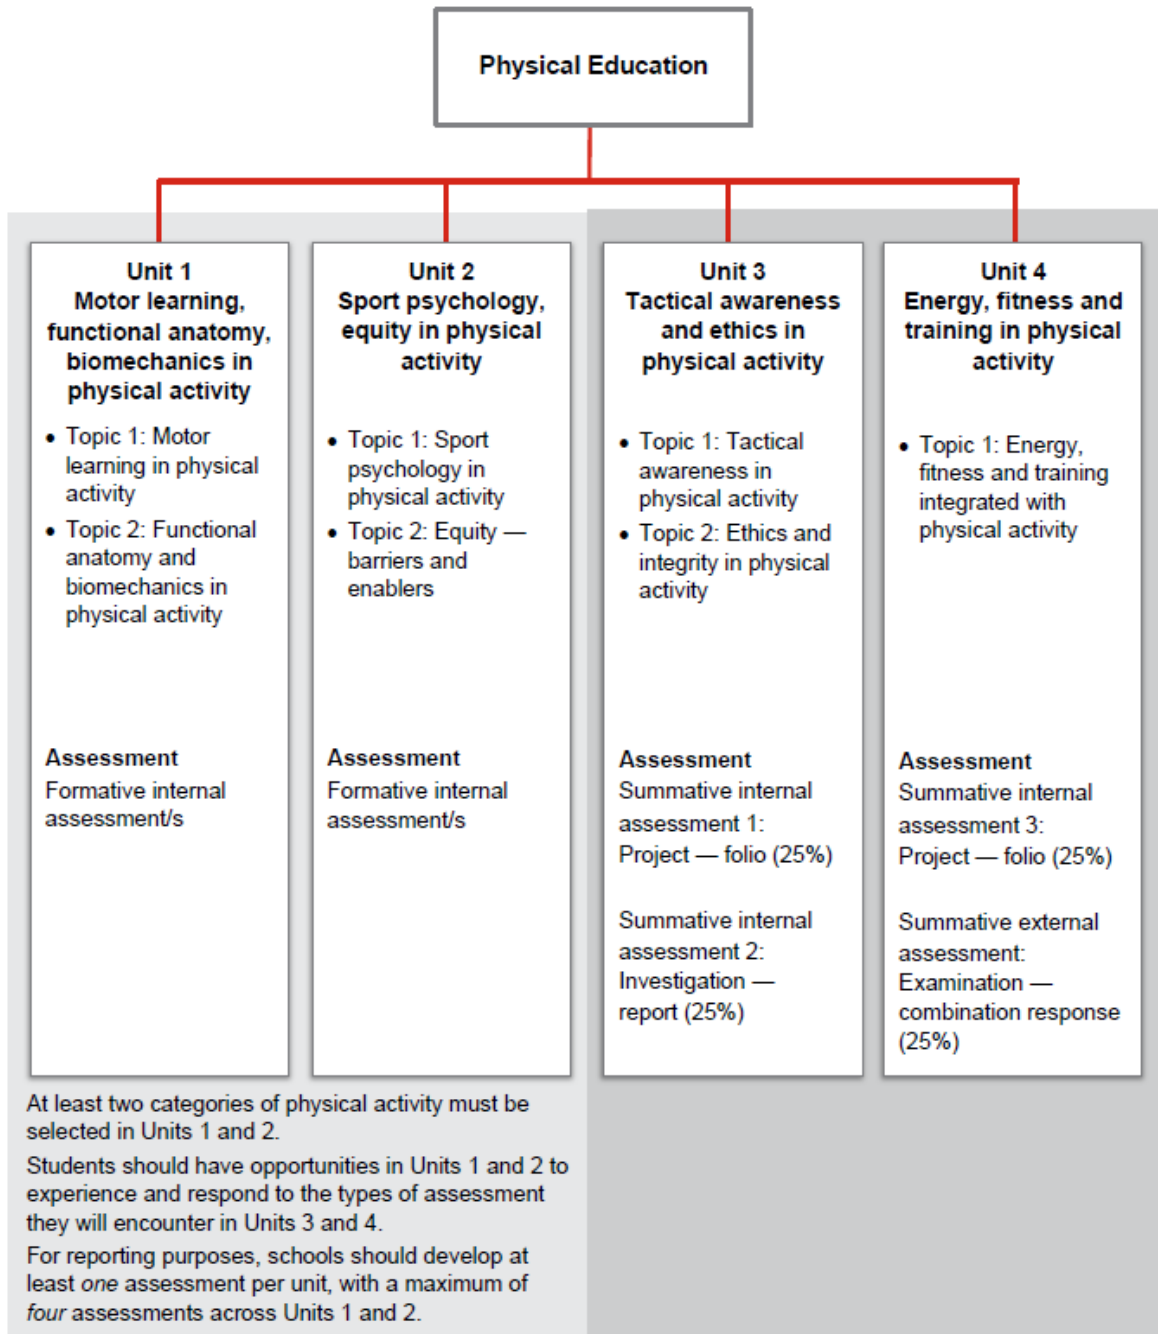 Physical Education
Unit 1
Motor learning,
functional anatomy,
biomechanics in
physical activity
• Topic 1: Motor
learning in physical
activity
• Topic 2: Functional
anatomy and
biomechanics in
physical activity
Assessment
Formative internal
assessment/s
Unit 2
Sport psychology,
equity in physical
activity
• Topic 1: Sport
psychology in
physical activity
• Topic 2: Equity —
barriers and
enablers
Assessment
Formative internal
assessment/s
Unit 3
Tactical awareness
and ethics in
physical activity
• Topic 1: Tactical
awareness in
physical activity
• Topic 2: Ethics and
integrity in physical
activity
Assessment
Summative internal
assessment 1:
Project — folio (25%)
Summative internal
assessment 2:
Investigation —
report (25%)
Unit 4
Energy, fitness and
training in physical
activity
• Topic 1: Energy,
fitness and training
integrated with
physical activity
Assessment
Summative internal
assessment 3:
Project — folio (25%)
Summative external
assessment:
Examination —
combination response
(25%)
At least two categories of physical activity must be
selected in Units 1 and 2.
Students should have opportunities in Units 1 and 2 to
experience and respond to the types of assessment
they will encounter in Units 3 and 4.
For reporting purposes, schools should develop at
least one assessment per unit, with a maximum of
four assessments across Units 1 and 2.